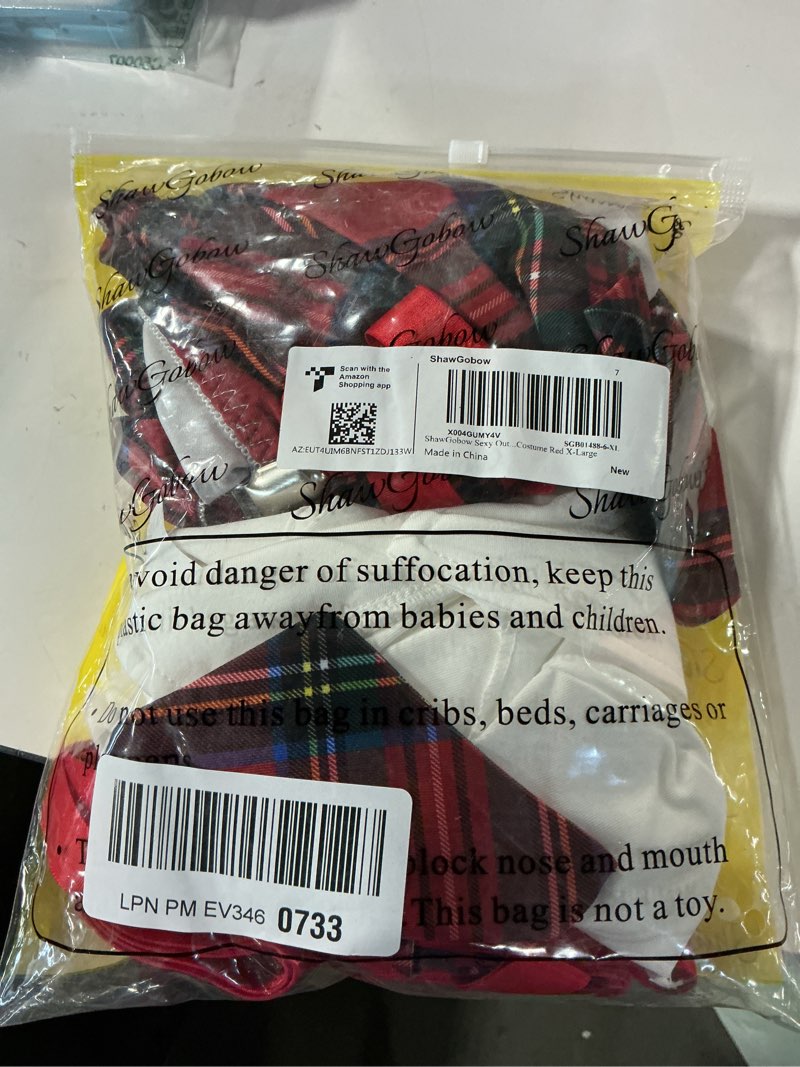 ShawGobow
ShawGobow
ShawGobow
ShawGobow
Scan with the
Amazon
Shopping app
AZ:EUT4UIM6BNFST1ZDJ133W
ShawGobow
7
X004GUMY4V
SGB01488-6-XL
ShawGobow Sexy Out...Costume Red X-Large
Made in China
New
void danger of suffocation, keep this
astic bag awayfrom babies and children.
• Do not use this bag in cribs, beds, carriages or
block nose and mouth
.This bag is not a toy.
LPN PM EV346 0733